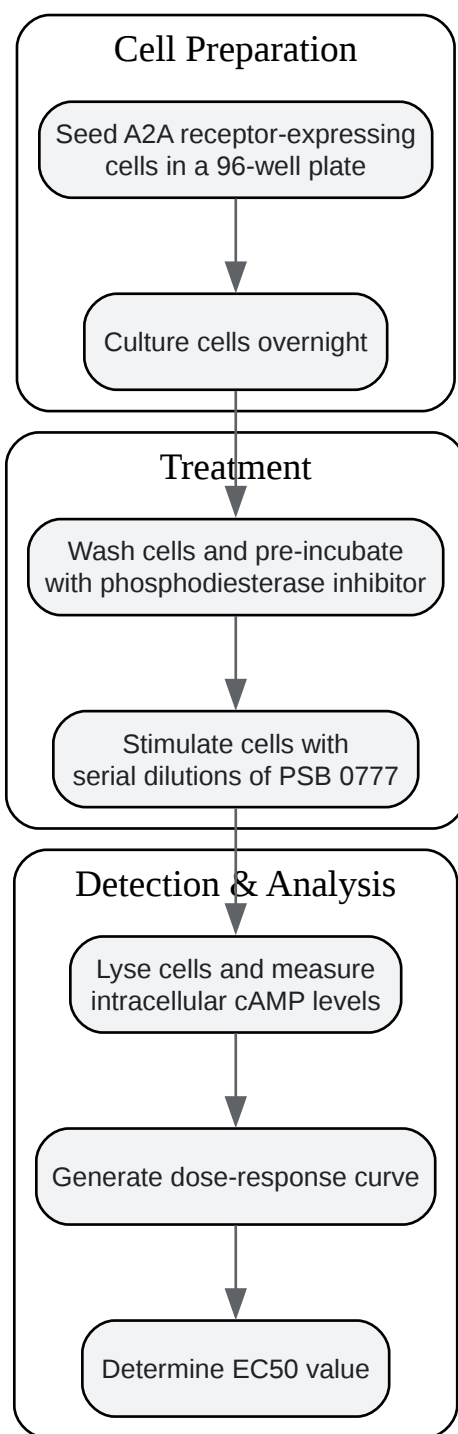 Cell Preparation
Seed A2A receptor-expressing
cells in a 96-well plate
Culture cells overnight
Treatment
Wash cells and pre-incubate
with phosphodiesterase inhibitor
Stimulate cells with
serial dilutions of PSB 0777
Detection & Analysis
Lyse cells and measure
intracellular cAMP levels
Generate dose-response curve
Determine EC50 value